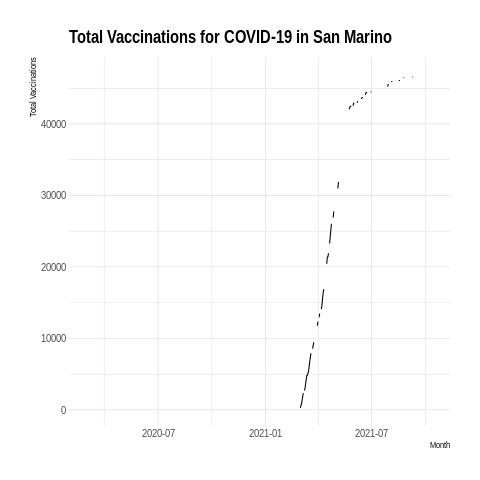 Total Vaccinations for COVID-19 in San Marino
Total Vaccinations
40000
30000
20000
10000
0
2020-07 2021-01 2021-07
Month